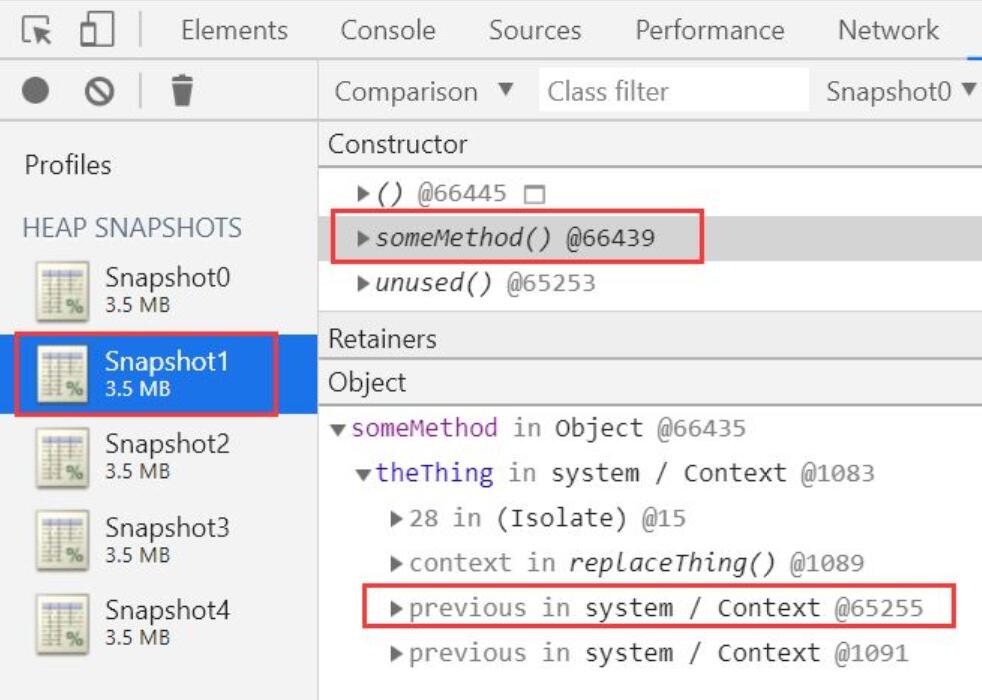 Elements Console Sources Performance Network
Comparison ▼ Class filter Snapshot0 ▼
Profiles
HEAP SNAPSHOTS
Snapshot0
3.5 MB
Snapshot1
3.5 MB
Snapshot2
3.5 MB
Snapshot3
3.5 MB
Snapshot4
3.5 MB
Constructor
▶() @66445
▶someMethod() @66439
▶unused() @65253
Retainers
Object
▼someMethod in Object @66435
▼theThing in system / Context @1083
▶28 in (Isolate) @15
▶context in replaceThing() @1089
▶previous in system / Context @65255
▶previous in system / Context @1091